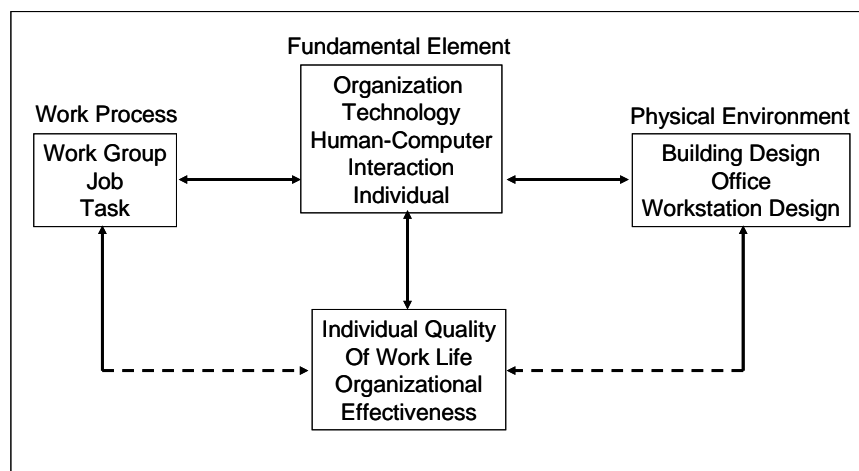 Fundamental Element
Organization
Technology
Human-Computer
Interaction
Individual
Work Process
Work Group
Job
Task
Physical Environment
Building Design
Office
Workstation Design
Individual Quality
Of Work Life
Organizational
Effectiveness